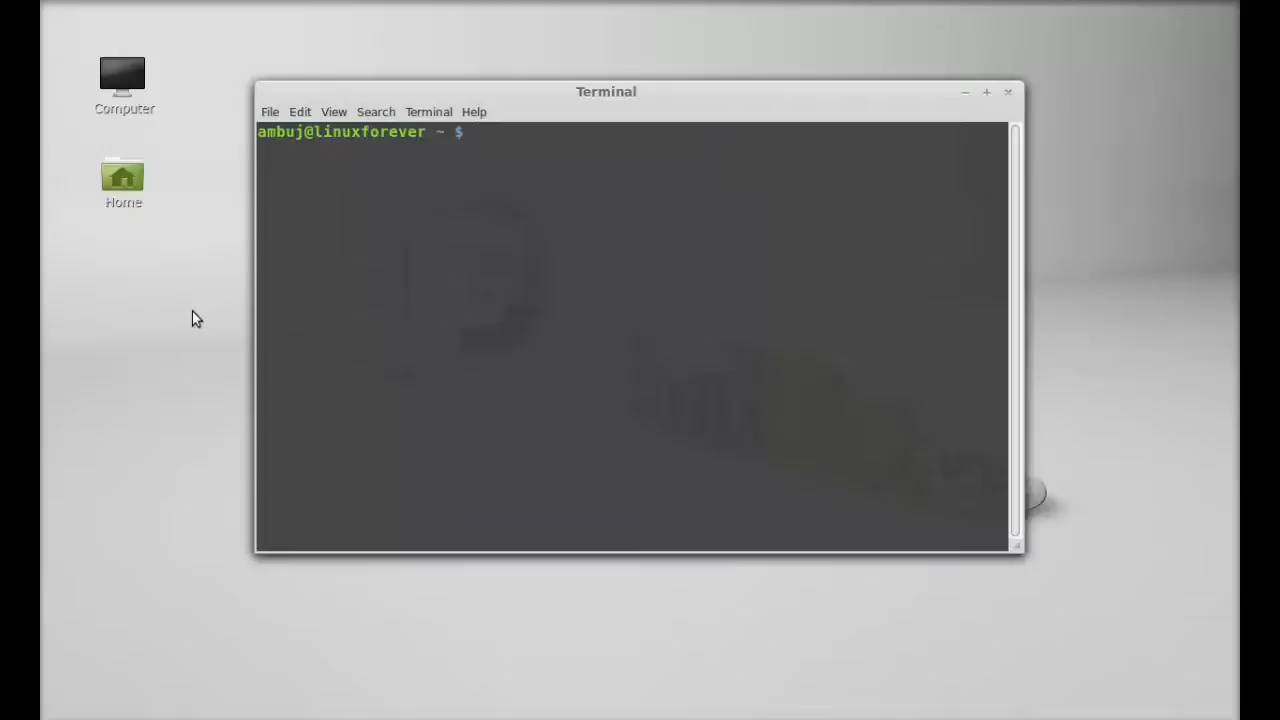 Computer
Home
Terminal
File Edit View Search Terminal Help
ambuj@linuxforever ~ $